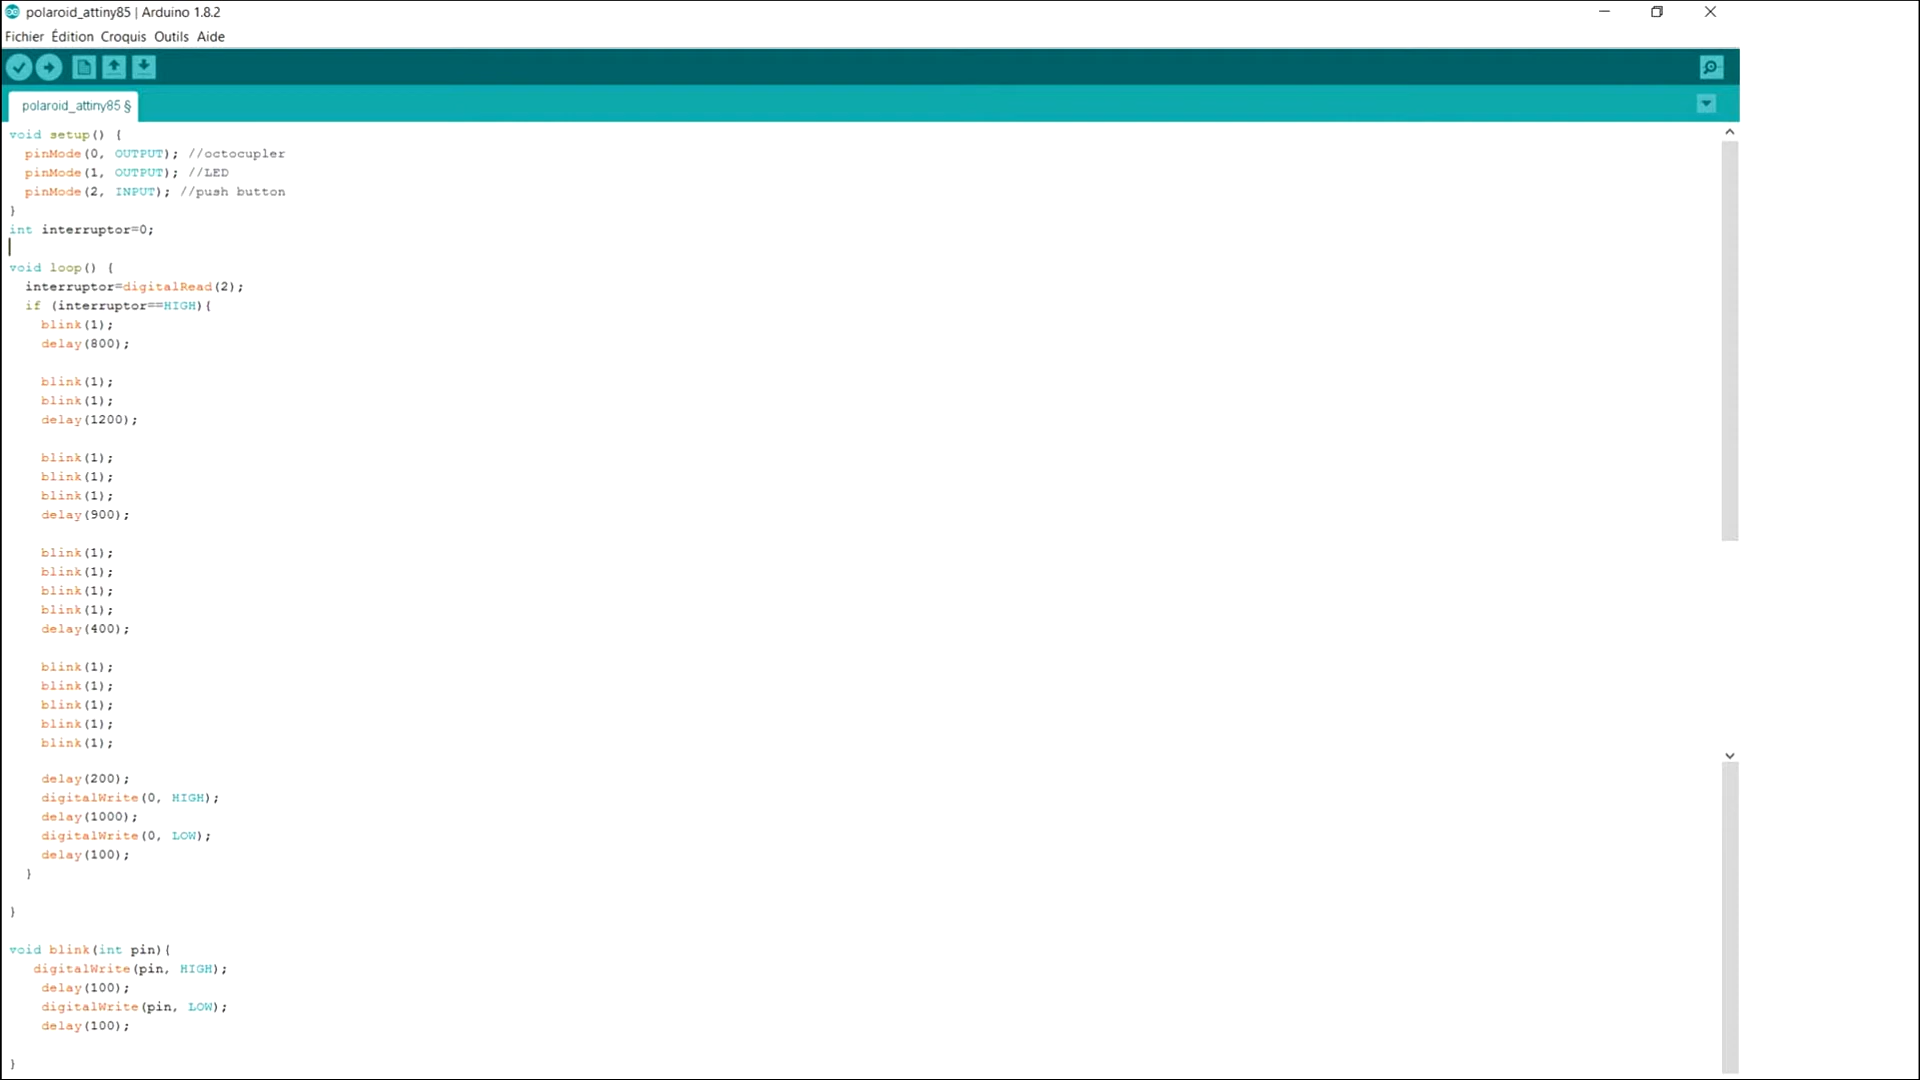 polaroid_attiny85 | Arduino 1.8.2
Fichier Édition Croquis Outils Aide
polaroid_attiny85 §
void setup() {
  pinMode(0, OUTPUT); //octocupler
  pinMode(1, OUTPUT); //LED
  pinMode(2, INPUT); //push button
}
int interruptor=0;

void loop() {
  interruptor=digitalRead(2);
  if (interruptor==HIGH){
    blink(1);
    delay(800);

    blink(1);
    blink(1);
    delay(1200);

    blink(1);
    blink(1);
    blink(1);
    delay(900);

    blink(1);
    blink(1);
    blink(1);
    blink(1);
    delay(400);

    blink(1);
    blink(1);
    blink(1);
    blink(1);
    blink(1);

    delay(200);
    digitalWrite(0, HIGH);
    delay(1000);
    digitalWrite(0, LOW);
    delay(100);
  }

}

void blink(int pin){
   digitalWrite(pin, HIGH);
    delay(100);
    digitalWrite(pin, LOW);
    delay(100);

}